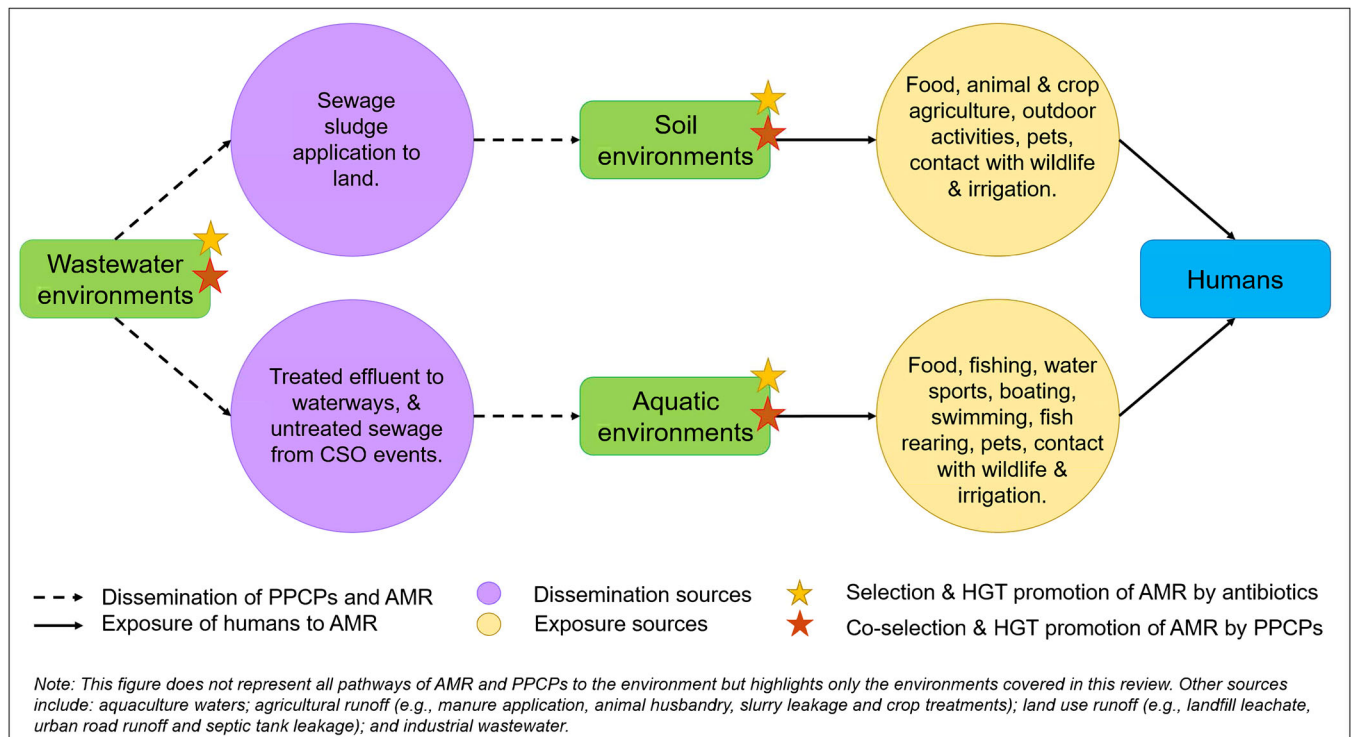 Sewage
sludge
application to
land.
Soil
environments
Food, animal & crop
agriculture, outdoor
activities, pets,
contact with wildlife
& irrigation.
Wastewater
environments
Humans
Treated effluent to
waterways, &
untreated sewage
from CSO events.
Aquatic
environments
Food, fishing, water
sports, boating,
swimming, fish
rearing, pets, contact
with wildlife &
irrigation.
Dissemination of PPCPs and AMR
Exposure of humans to AMR
Dissemination sources
Exposure sources
Selection & HGT promotion of AMR by antibiotics
Co-selection & HGT promotion of AMR by PPCPs
Note: This figure does not represent all pathways of AMR and PPCPs to the environment but highlights only the environments covered in this review. Other sources
include: aquaculture waters; agricultural runoff (e.g., manure application, animal husbandry, slurry leakage and crop treatments); land use runoff (e.g., landfill leachate,
urban road runoff and septic tank leakage); and industrial wastewater.